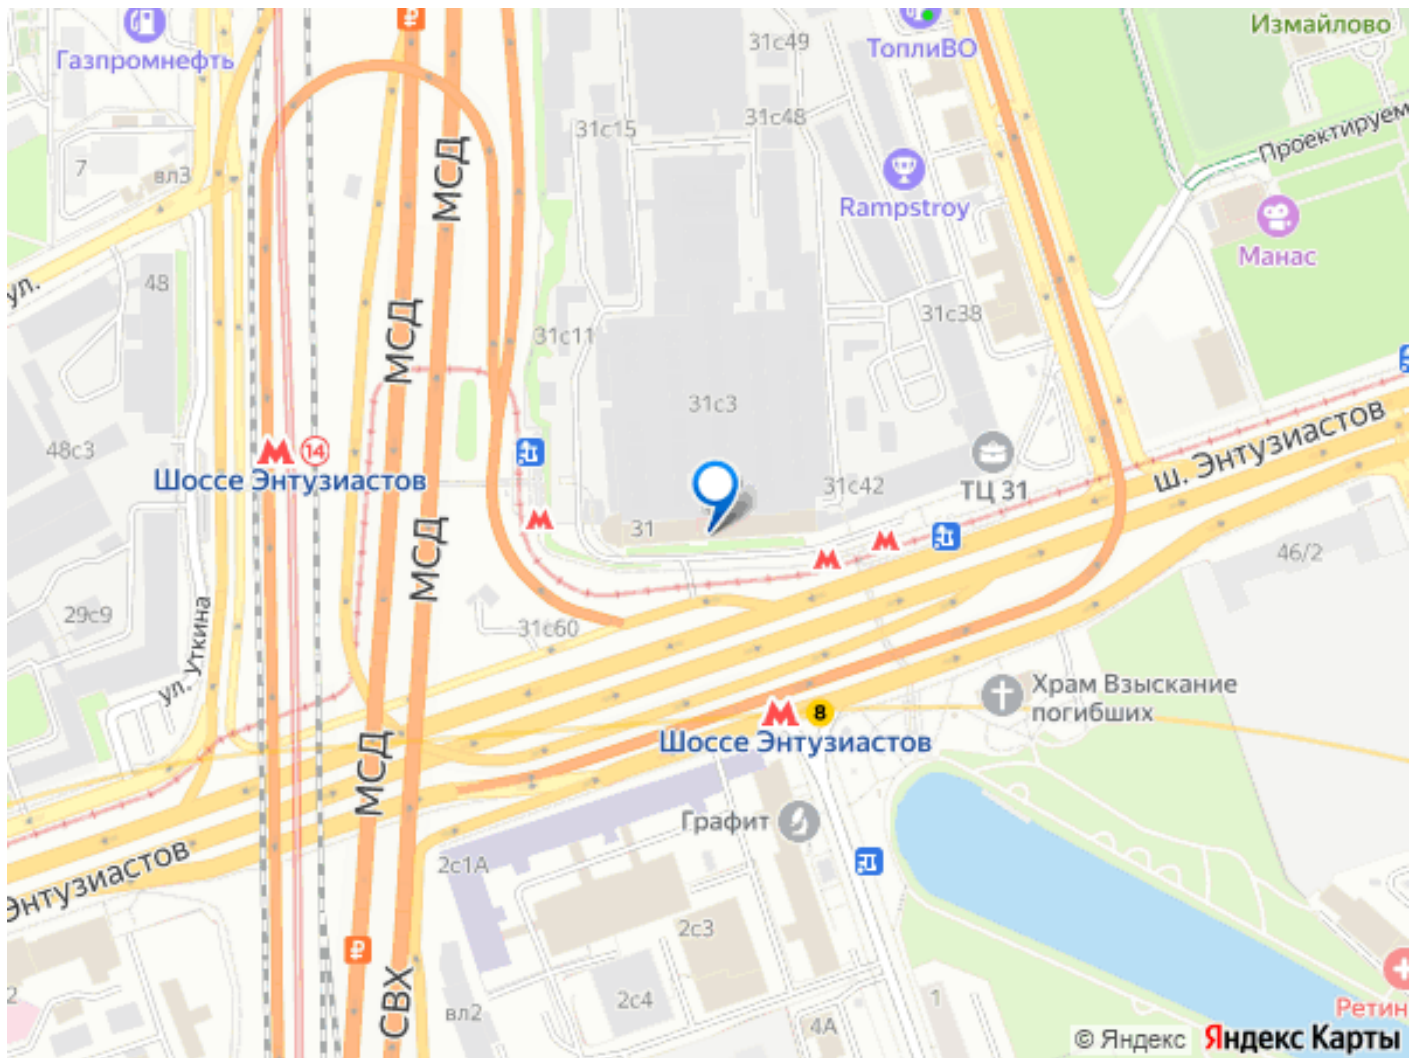 Газпромнефть
31с49
ТоплиВО
Измайлово
31с15
31с48
Проектируем
7
вл3
МСД
Rampstroy
Манас
ул.
48
МСД
31с11
31с38
31с3
ш. Энтузиастов
48с3
14
Шоссе Энтузиастов
31с42
ТЦ 31
31
МСД
46/2
29с9
ул. Уткина
31с60
Храм Взыскание
погибших
8
Шоссе Энтузиастов
МСД
Графит
2с1А
Энтузиастов
2с3
₽
СВХ
2
вл2
2с4
4А
1
Ретин
© Яндекс Яндекс Карты